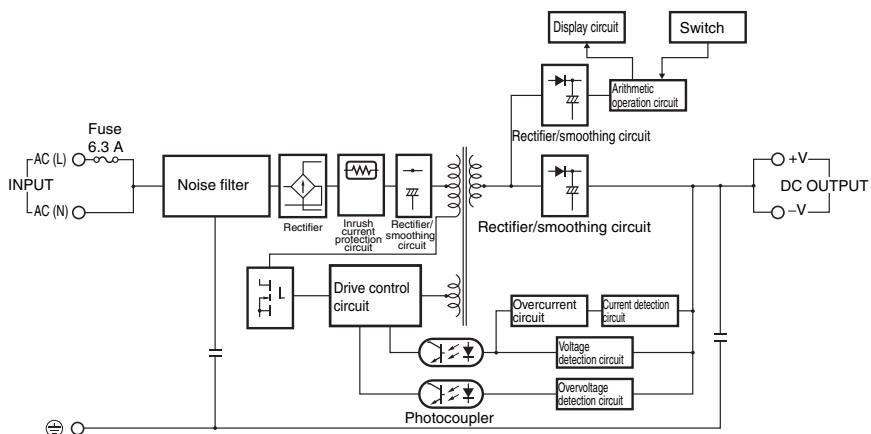 Display circuit
Switch
Arithmetic
operation circuit
Rectifier/smoothing circuit
Fuse
6.3 A
AC (L)
INPUT
AC (N)
Noise filter
Rectifier
Inrush
current
protection
circuit
Rectifier/
smoothing
circuit
Rectifier/smoothing circuit
+V
DC OUTPUT
−V
Drive control
circuit
Overcurrent
circuit
Current detection
circuit
Voltage
detection circuit
Overvoltage
detection circuit
Photocoupler